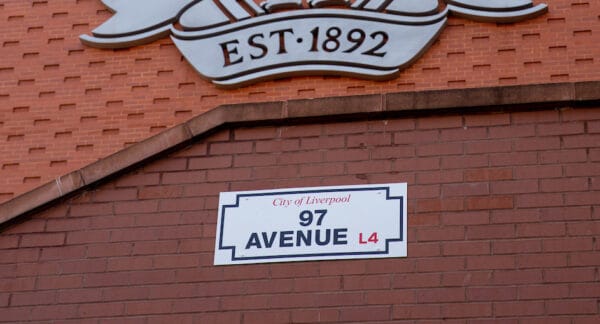 EST·1892
City of Liverpool
97
AVENUE L4